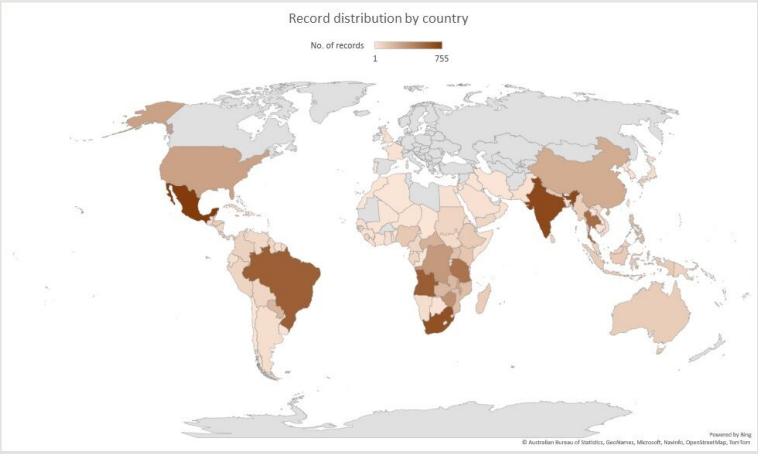 Record distribution by country
No. of records
1 755
Powered by Bing
© Australian Bureau of Statistics, GeoNames, Microsoft, Navinfo, OpenStreetMap, TomTom